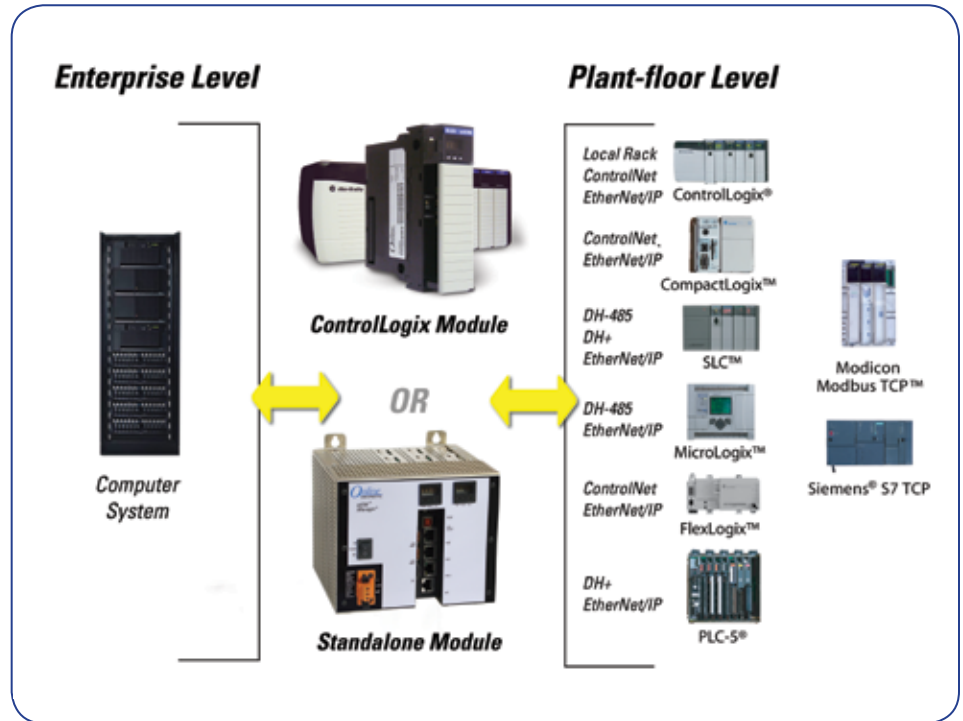 Enterprise Level
Plant-floor Level
Local Rack
ControlNet
EtherNet/IP
ControlLogix®
ControlNet
EtherNet/IP
CompactLogix™
ControlLogix Module
DH-485
DH+
EtherNet/IP
SLC™
Modicon
Modbus TCP™
OR
DH-485
EtherNet/IP
MicroLogix™
Siemens® S7 TCP
Computer
System
ControlNet
EtherNet/IP
FlexLogix™
DH+
EtherNet/IP
PLC-5®
Standalone Module